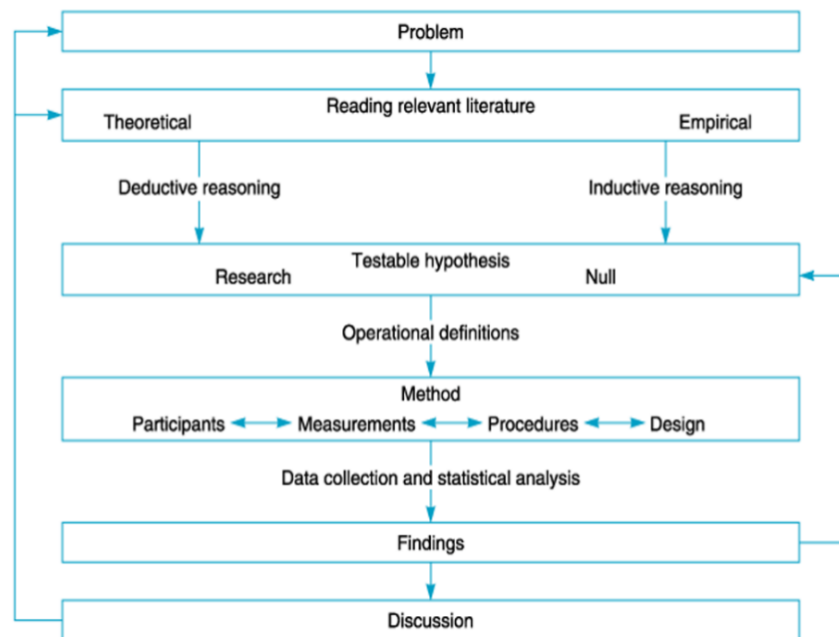 Problem
Reading relevant literature
Theoretical Empirical
Deductive reasoning Inductive reasoning
Testable hypothesis
Research Null
Operational definitions
Method
Participants Measurements Procedures Design
Data collection and statistical analysis
Findings
Discussion